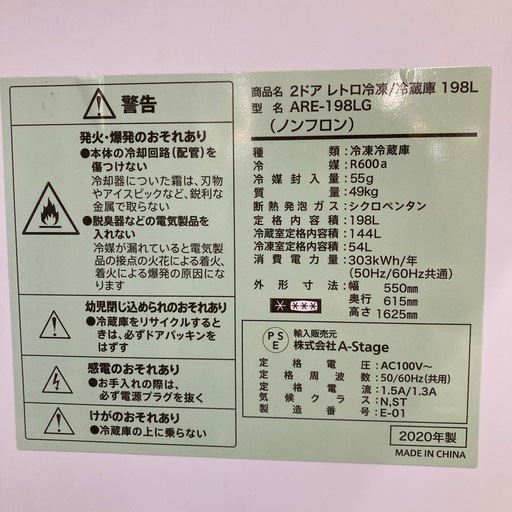 警告
発火・爆発のおそれあり
●本体の冷却回路(配管)を
傷つけない
冷却器についた霜は、刃物
やアイスピックなど、鋭利な
金属で取らない
●脱臭器などの電気製品を
入れない
冷媒が漏れていると電気製
品の接点の火花による着火、
着火による爆発の原因にな
ります
幼児閉じ込められのおそれあり
●冷蔵庫をリサイクルすると
きは、必ずドアパッキンを
はずす
感電のおそれあり
●お手入れの際は、
必ず電源プラグを抜く
けがのおそれあり
●冷蔵庫の上に乗らない
商品名 2ドア レトロ冷凍/冷蔵庫 198L
型名 ARE-198LG
(ノンフロン)
種類:冷凍冷蔵庫
冷媒:R600a
冷媒封入量:55g
質量:49kg
断熱発泡ガス:シクロペンタン
定格内容積:198L
冷蔵室定格内容積:144L
冷凍室定格内容積:54L
消費電力量:303kWh/年
(50Hz/60Hz共通)
外形寸法:幅 550㎜
奥行 615㎜
高さ 1625㎜
PSE
輸入販売元
株式会社A-Stage
定格電圧:AC100V〜
定格周波数:50/60Hz(共用)
定格電流:1.5A/1.3A
気候クラス:N,ST
製造番号:E-01
2020年製
MADE IN CHINA